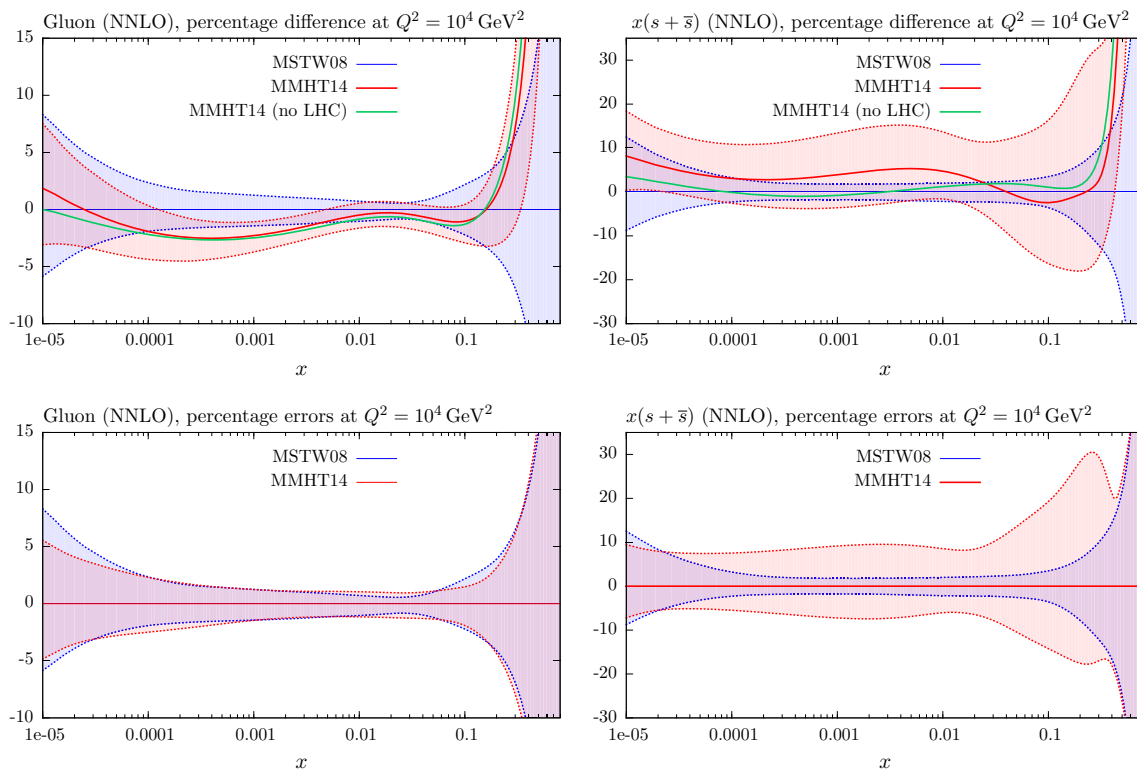 Gluon (NNLO), percentage difference at Q² = 10⁴ GeV²
15
10
5
0
-5
-10
MSTW08
MMHT14
MMHT14 (no LHC)
1e-05 0.0001 0.001 0.01 0.1
x
x(s + s̅) (NNLO), percentage difference at Q² = 10⁴ GeV²
30
20
10
0
-10
-20
-30
MSTW08
MMHT14
MMHT14 (no LHC)
1e-05 0.0001 0.001 0.01 0.1
x
Gluon (NNLO), percentage errors at Q² = 10⁴ GeV²
15
10
5
0
-5
-10
MSTW08
MMHT14
1e-05 0.0001 0.001 0.01 0.1
x
x(s + s̅) (NNLO), percentage errors at Q² = 10⁴ GeV²
30
20
10
0
-10
-20
-30
MSTW08
MMHT14
1e-05 0.0001 0.001 0.01 0.1
x